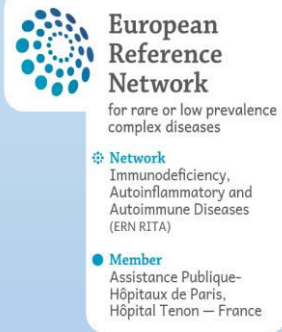 European
Reference
Network
for rare or low prevalence
complex diseases
Network
Immunodeficiency,
Autoinflammatory and
Autoimmune Diseases
(ERN RITA)
Member
Assistance Publique-
Hôpitaux de Paris,
Hôpital Tenon — France